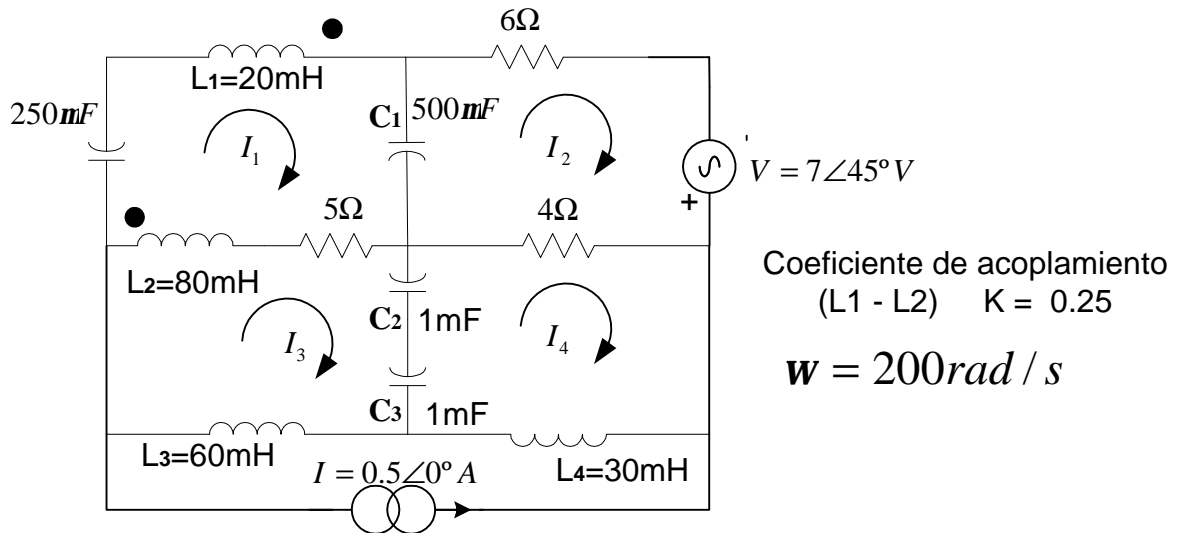 6Ω
L1=20mH
250mF
C1 500mF
I1
I2
V = 7∠45º V
+
5Ω
4Ω
L2=80mH
Coeficiente de acoplamiento
(L1 - L2) K = 0.25
C2 1mF
I3
I4
w = 200rad / s
C3 1mF
L3=60mH
I = 0.5∠0º A
L4=30mH